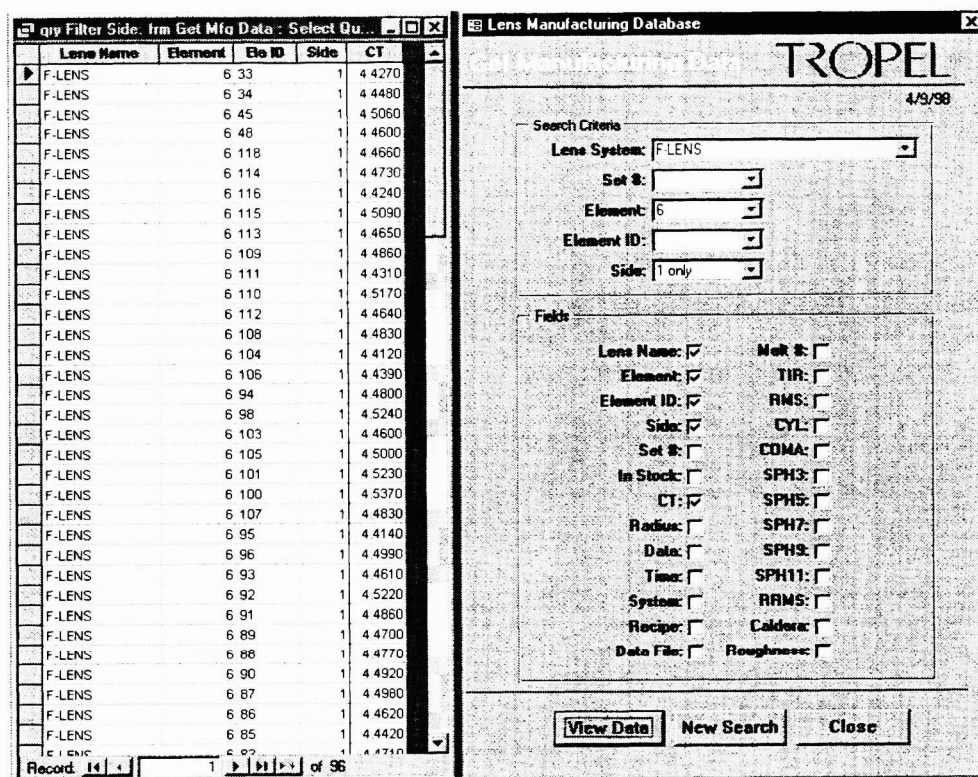 qry Filter Side: frm Get Mfg Data : Select Qu...
Lens Name Element Ele ID Side CT
F-LENS 6 33 1 4 4270
F-LENS 6 34 1 4 4480
F-LENS 6 45 1 4 5060
F-LENS 6 48 1 4 4600
F-LENS 6 118 1 4 4660
F-LENS 6 114 1 4 4730
F-LENS 6 116 1 4 4240
F-LENS 6 115 1 4 5090
F-LENS 6 113 1 4 4650
F-LENS 6 109 1 4 4860
F-LENS 6 111 1 4 4310
F-LENS 6 110 1 4 5170
F-LENS 6 112 1 4 4640
F-LENS 6 108 1 4 4830
F-LENS 6 104 1 4 4120
F-LENS 6 106 1 4 4390
F-LENS 6 94 1 4 4800
F-LENS 6 98 1 4 5240
F-LENS 6 103 1 4 4600
F-LENS 6 105 1 4 5000
F-LENS 6 101 1 4 5230
F-LENS 6 100 1 4 5370
F-LENS 6 107 1 4 4830
F-LENS 6 95 1 4 4140
F-LENS 6 96 1 4 4990
F-LENS 6 93 1 4 4610
F-LENS 6 92 1 4 5220
F-LENS 6 91 1 4 4860
F-LENS 6 89 1 4 4700
F-LENS 6 88 1 4 4770
F-LENS 6 90 1 4 4920
F-LENS 6 87 1 4 4980
F-LENS 6 86 1 4 4620
F-LENS 6 85 1 4 4420
F-LENS 6 1 4 4710
Record: 1 of 96
Lens Manufacturing Database
Get Manufacturing Data
TROPEL
4/9/98
Search Criteria
Lens System: F-LENS
Set #:
Element: 6
Element ID:
Side: 1 only
Fields
Lens Name: Melt #:
Element: TIR:
Element ID: RMS:
Side: CYL:
Set #: COMA:
In Stock: SPH3:
CT: SPH5:
Radius: SPH7:
Date: SPH9:
Time: SPH11:
System: RRMS:
Recipe: Caldera:
Data File: Roughness:
View Data New Search Close